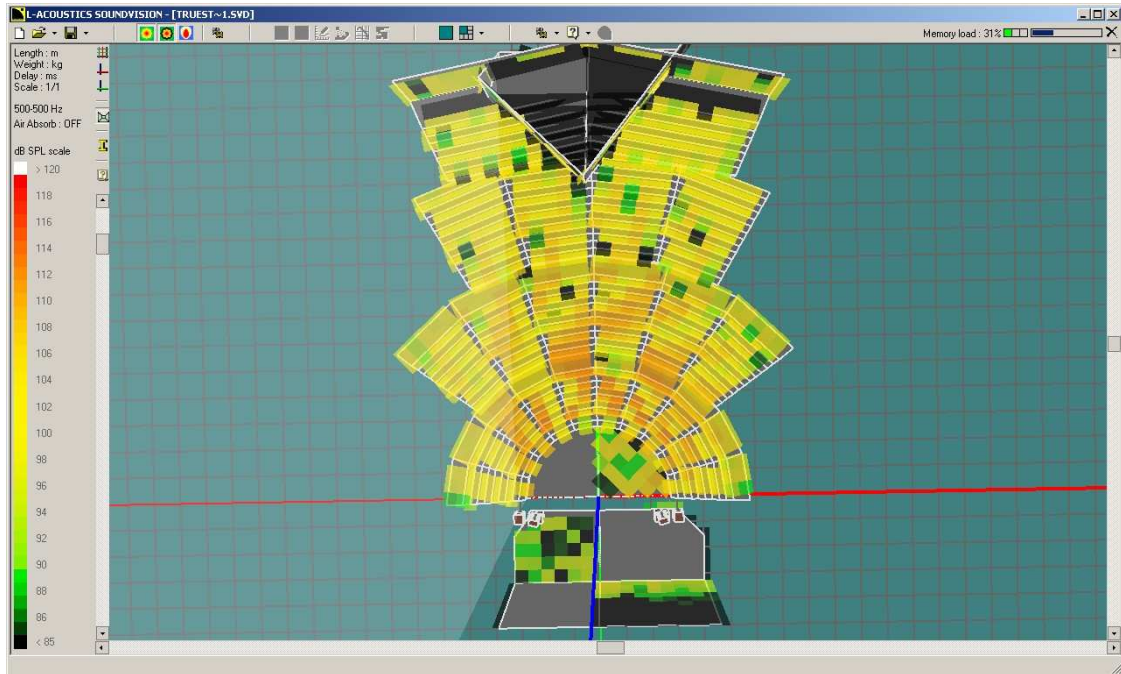 L-ACOUSTICS SOUNDVISION - [TRUEST~1.SVD]
Memory load : 31%
Length : m
Weight : kg
Delay : ms
Scale : 1/1
500-500 Hz
Air Absorb : OFF
dB SPL scale
> 120
118
116
114
112
110
108
106
104
102
100
98
96
94
92
90
88
86
< 85